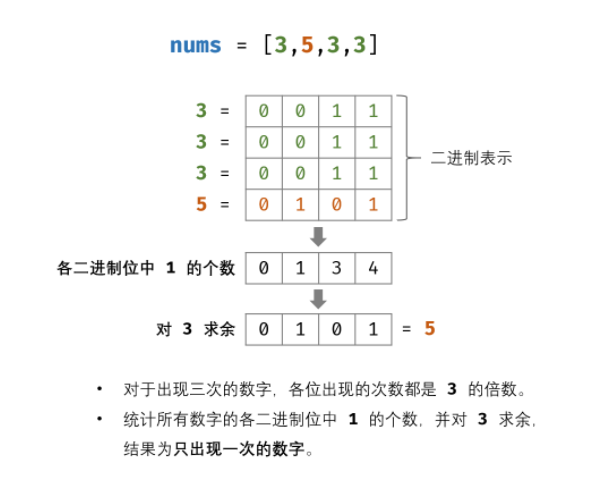 nums = [3,5,3,3]
3 = 0 0 1 1
3 = 0 0 1 1
二进制表示
3 = 0 0 1 1
5 = 0 1 0 1
各二进制位中 1 的个数 0 1 3 4
对 3 求余 0 1 0 1 = 5
• 对于出现三次的数字，各位出现的次数都是 3 的倍数。
• 统计所有数字的各二进制位中 1 的个数，并对 3 求余，
结果为只出现一次的数字。